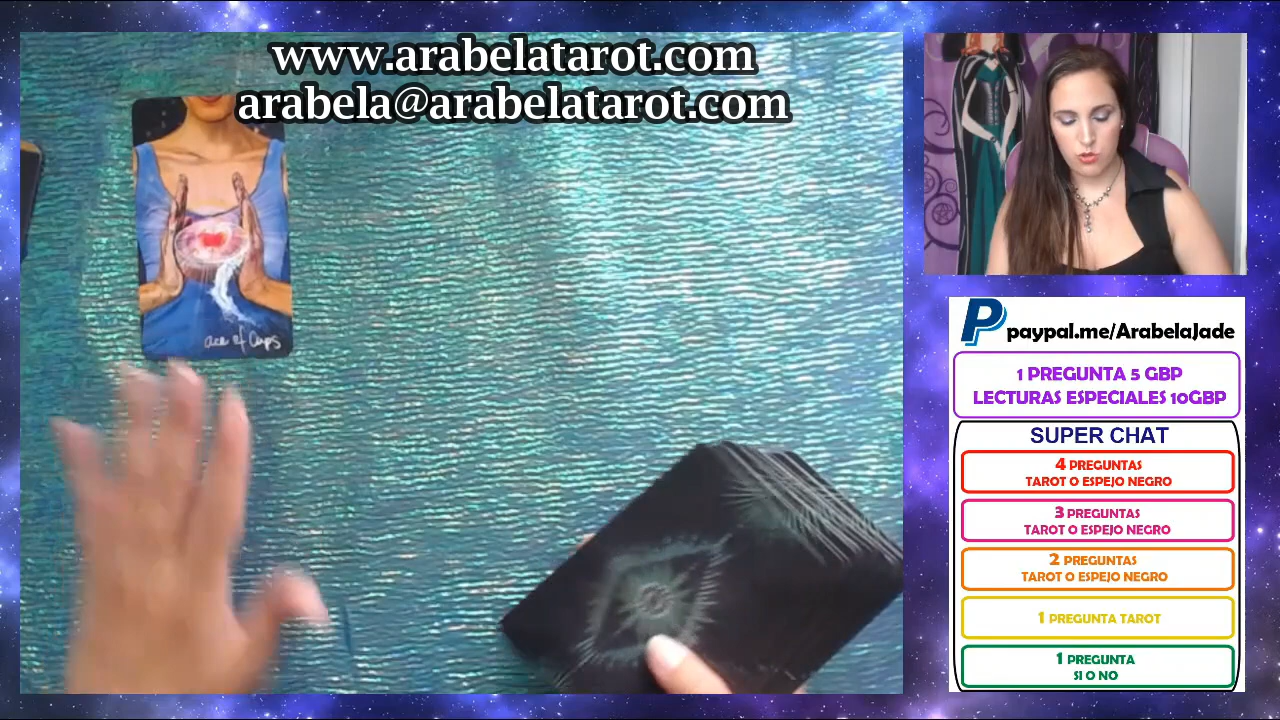 www.arabelatarot.com
arabela@arabelatarot.com
ace of Cups
paypal.me/ArabelaJade
1 PREGUNTA 5 GBP
LECTURAS ESPECIALES 10GBP
SUPER CHAT
4 PREGUNTAS
TAROT O ESPEJO NEGRO
3 PREGUNTAS
TAROT O ESPEJO NEGRO
2 PREGUNTAS
TAROT O ESPEJO NEGRO
1 PREGUNTA TAROT
1 PREGUNTA
SI O NO